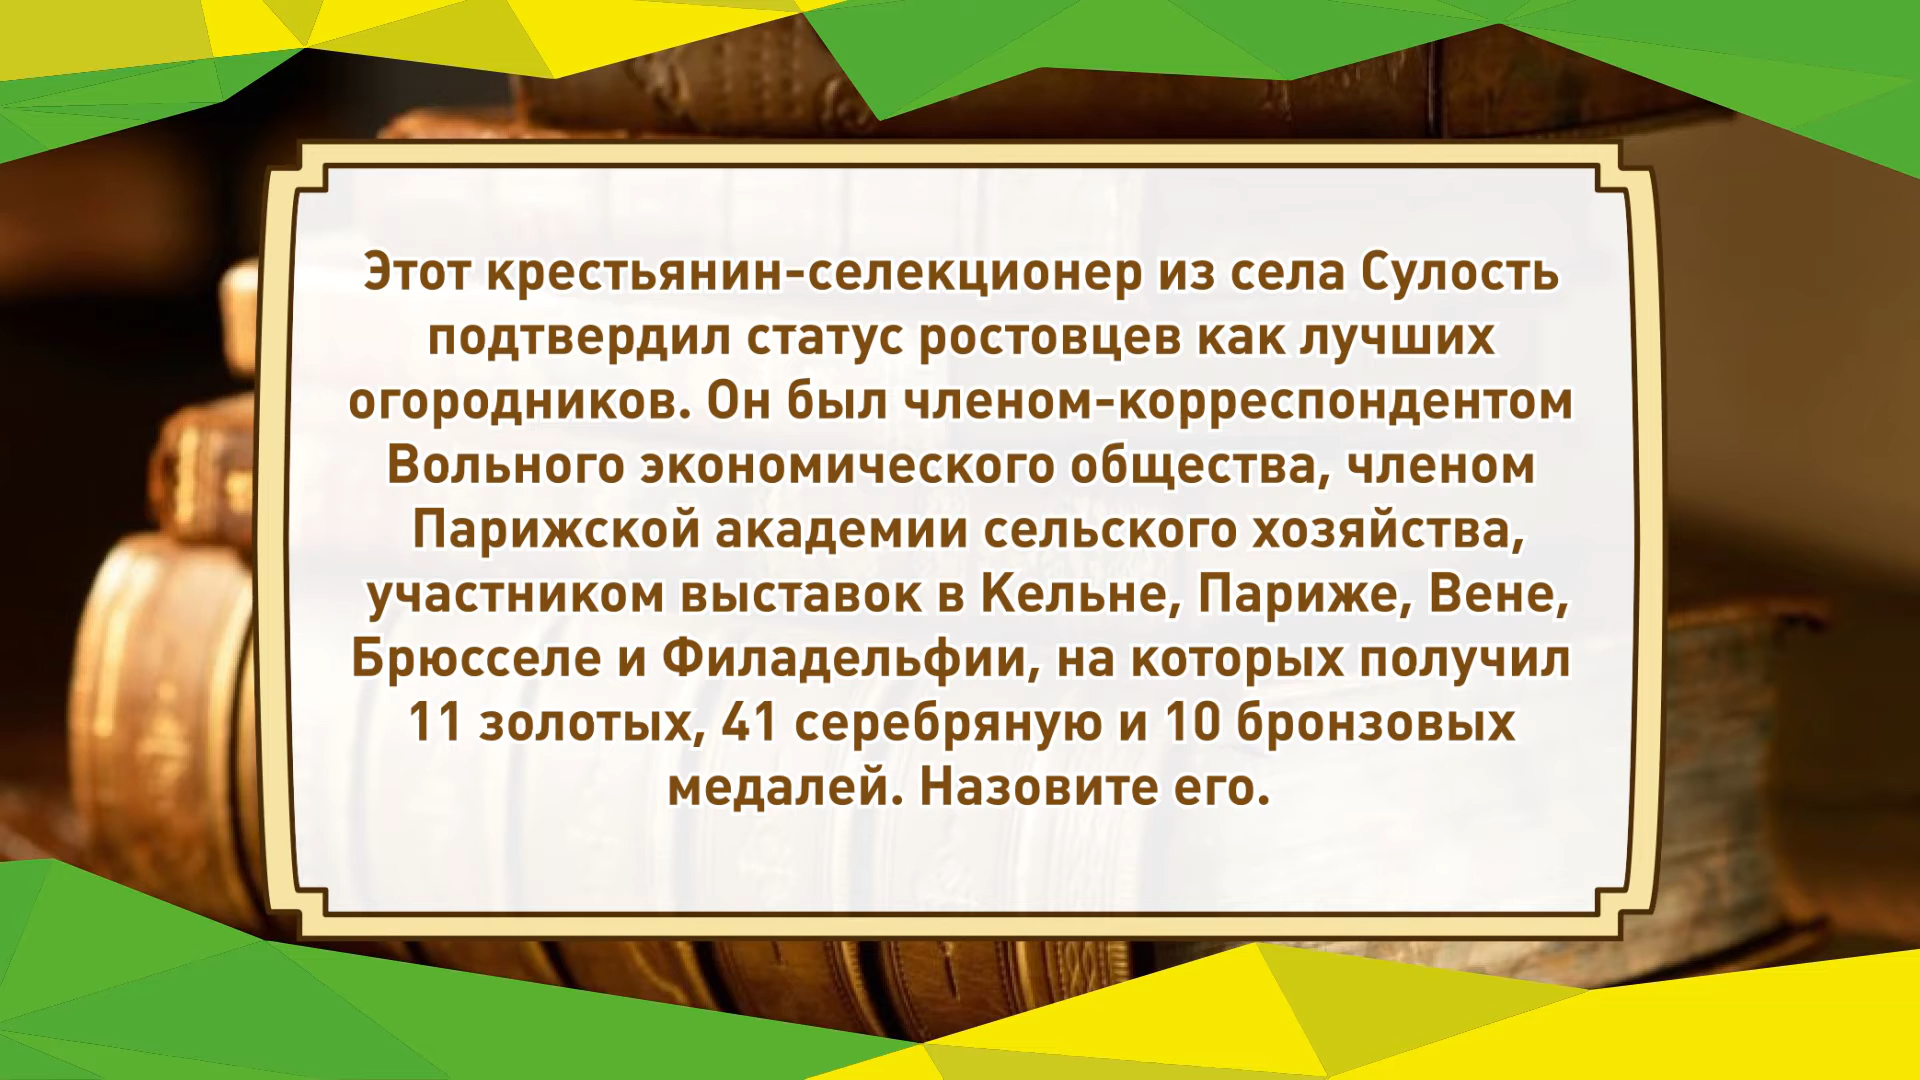 Этот крестьянин-селекционер из села Сулость
подтвердил статус ростовцев как лучших
огородников. Он был членом-корреспондентом
Вольного экономического общества, членом
Парижской академии сельского хозяйства,
участником выставок в Кельне, Париже, Вене,
Брюсселе и Филадельфии, на которых получил
11 золотых, 41 серебряную и 10 бронзовых
медалей. Назовите его.